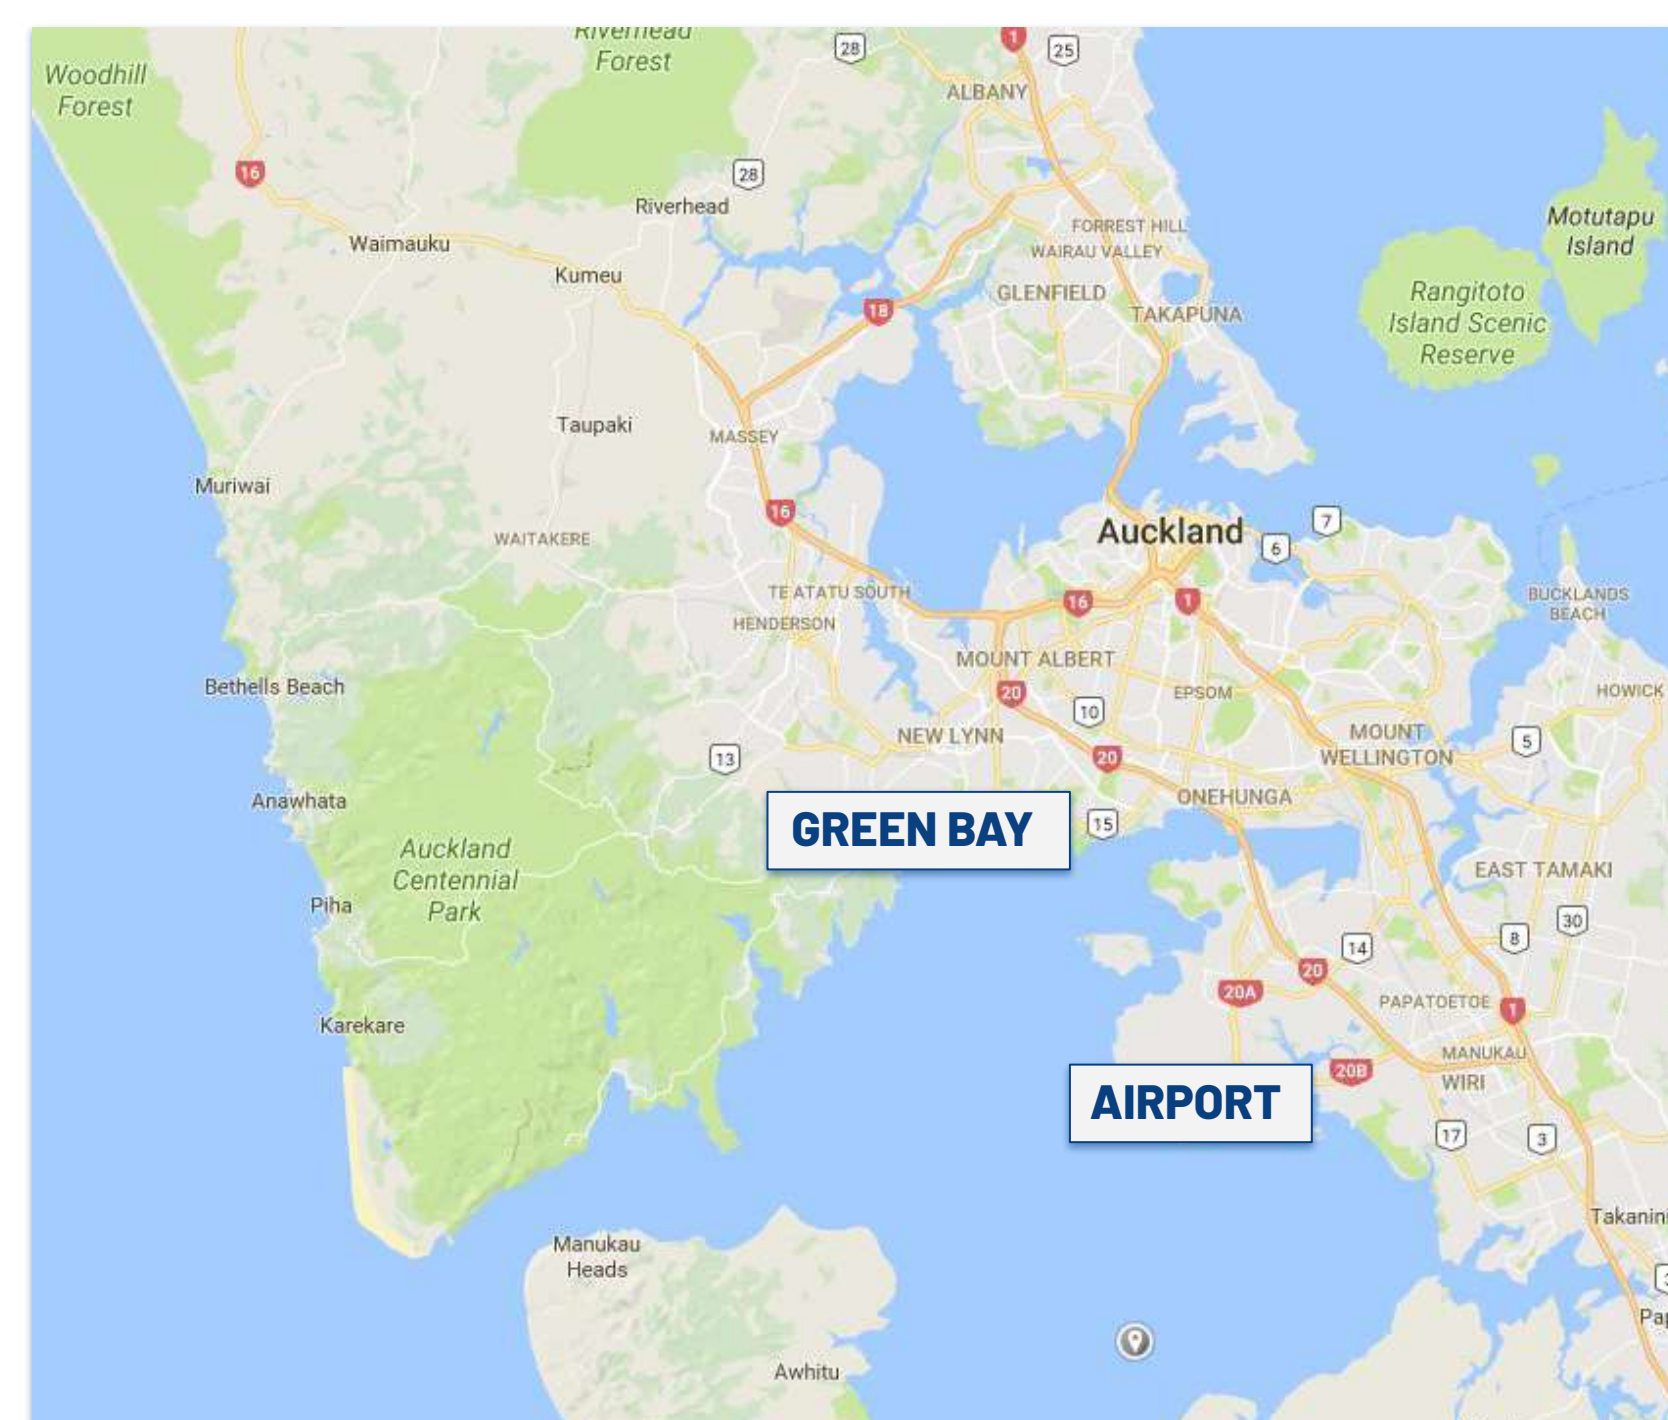 Riverhead
Forest
Woodhill
Forest
28
1
25
ALBANY
16
28
Riverhead
Waimauku
Kumeu
FORREST HILL
WAIRAU VALLEY
GLENFIELD
TAKAPUNA
18
Motutapu
Island
Rangitoto
Island Scenic
Reserve
Taupaki
MASSEY
Muriwai
16
WAITAKERE
Auckland
7
6
TE ATATU SOUTH
HENDERSON
16
1
BUCKLANDS
BEACH
MOUNT ALBERT
Bethells Beach
20
EPSOM
HOWICK
10
NEW LYNN
MOUNT
WELLINGTON
5
13
20
Anawhata
ONEHUNGA
GREEN BAY
15
Auckland
Centennial
Park
EAST TAMAKI
Piha
30
8
14
20
20A
PAPATOETOE
1
Karekare
MANUKAU
WIRI
20B
AIRPORT
17
3
Takanini
Manukau
Heads
Awhitu